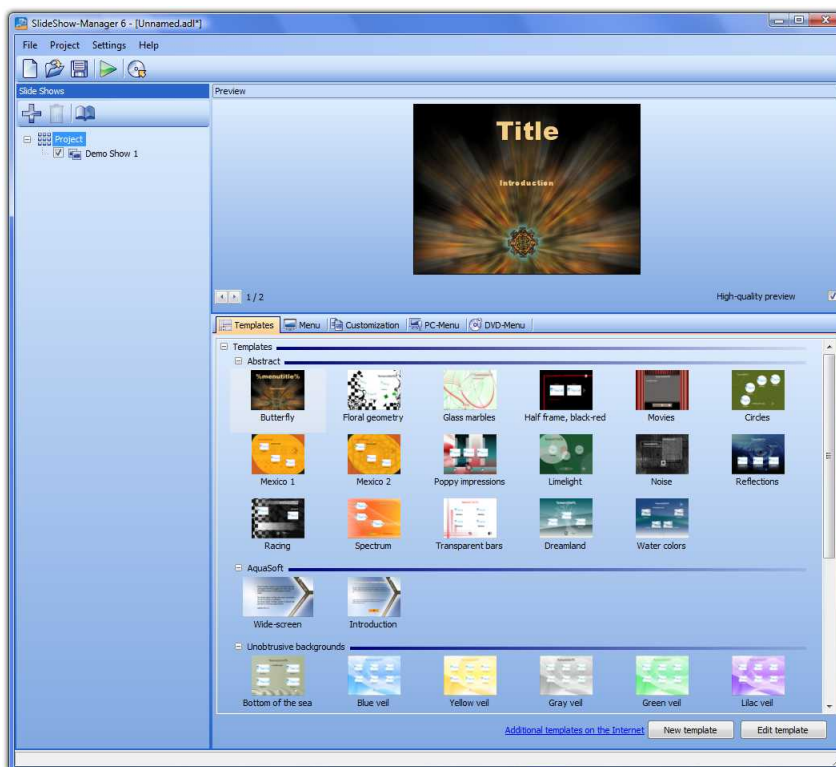 SlideShow-Manager 6 - [Unnamed.adl*]
File Project Settings Help
Slide Shows
Preview
Project
Demo Show 1
Title
Introduction
1 / 2
High-quality preview
Templates Menu Customization PC-Menu DVD-Menu
Templates
Abstract
%menutitle%
Butterfly Floral geometry Glass marbles Half frame, black-red Movies Circles
Mexico 1 Mexico 2 Poppy impressions Limelight Noise Reflections
Racing Spectrum Transparent bars Dreamland Water colors
AquaSoft
Wide-screen Introduction
Unobtrusive backgrounds
Bottom of the sea Blue veil Yellow veil Gray veil Green veil Lilac veil
Additional templates on the Internet New template Edit template